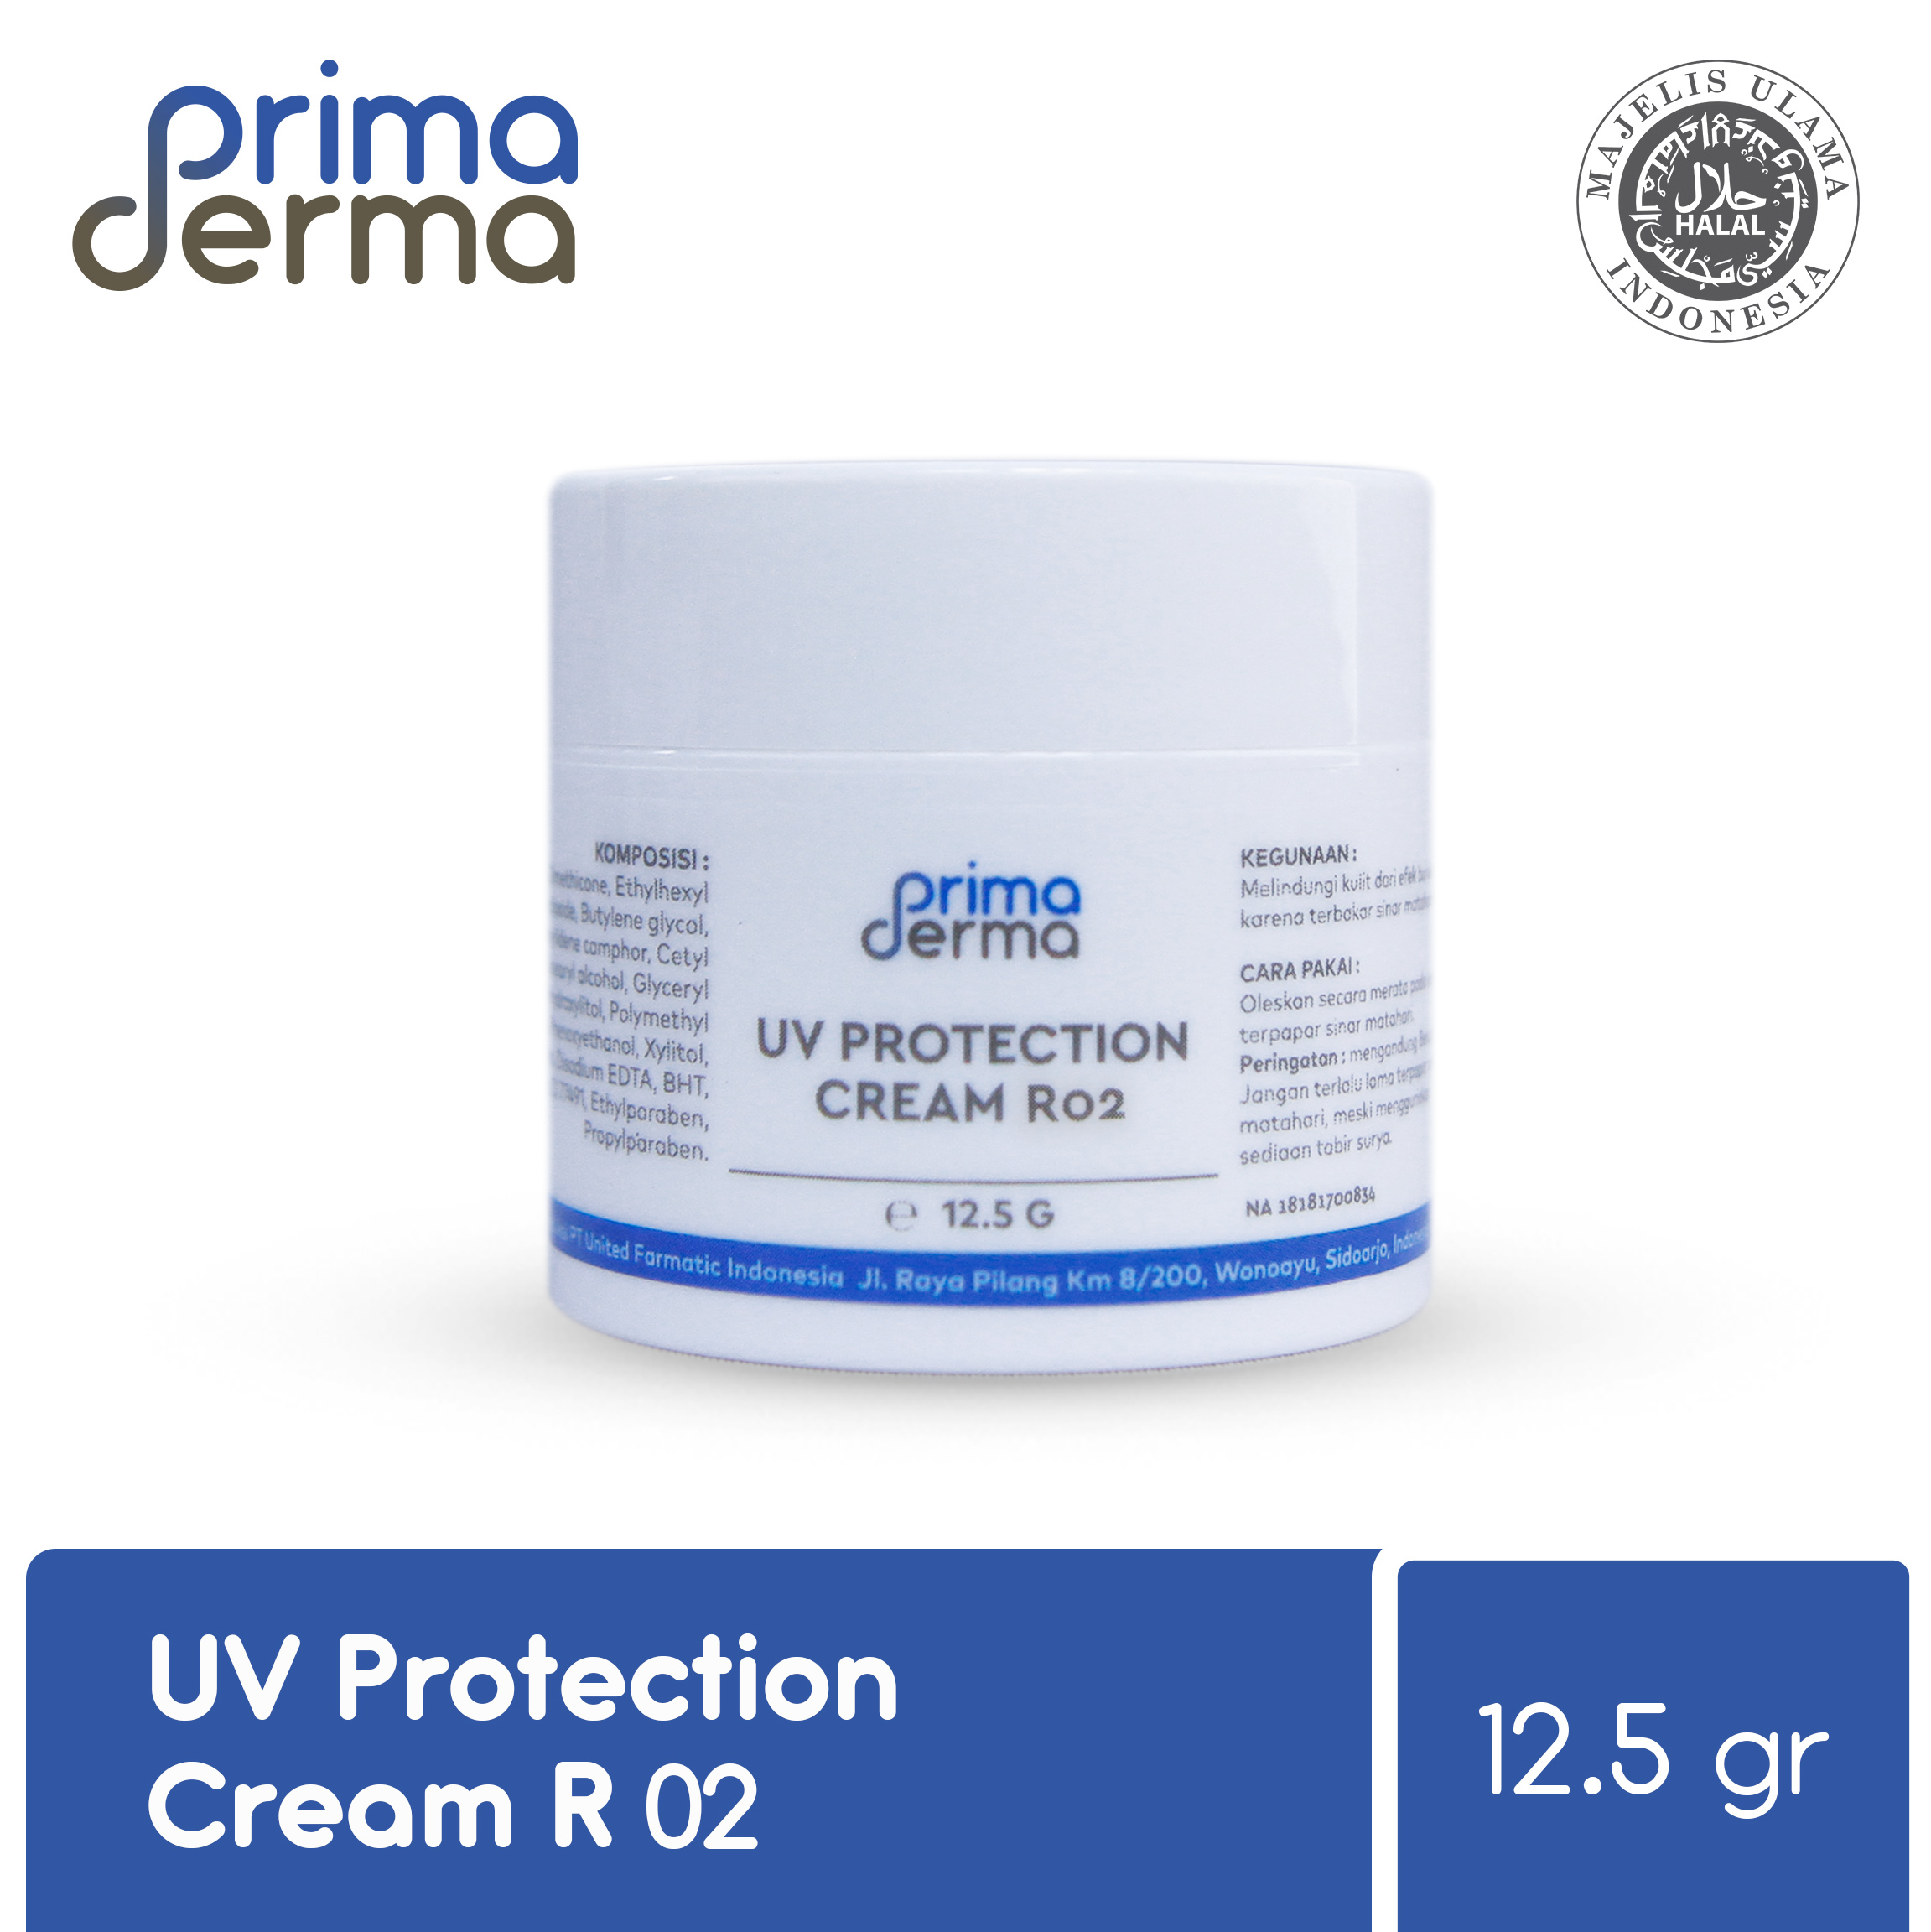 prima
derma
MAJELIS ULAMA
حلال
HALAL
INDONESIA
KOMPOSISI :
Ethylhexyl
Butylene glycol,
camphor, Cetyl
alcohol, Glyceryl
Polymethyl
Xylitol,
Disodium EDTA, BHT,
Ethylparaben,
Propylparaben.
prima
derma
UV PROTECTION
CREAM R02
℮ 12.5 G
KEGUNAAN :
Melindungi kulit dari efek
karena terbakar sinar
CARA PAKAI :
Oleskan secara merata
terpapar sinar matahari.
Peringatan : mengandung
Jangan terlalu lama
matahari, meski
sediaan tabir surya.
NA 18181700834
PT United Farmatic Indonesia Jl. Raya Pilang Km 8/200, Wonoayu, Sidoarjo,
UV Protection
Cream R 02
12.5 gr